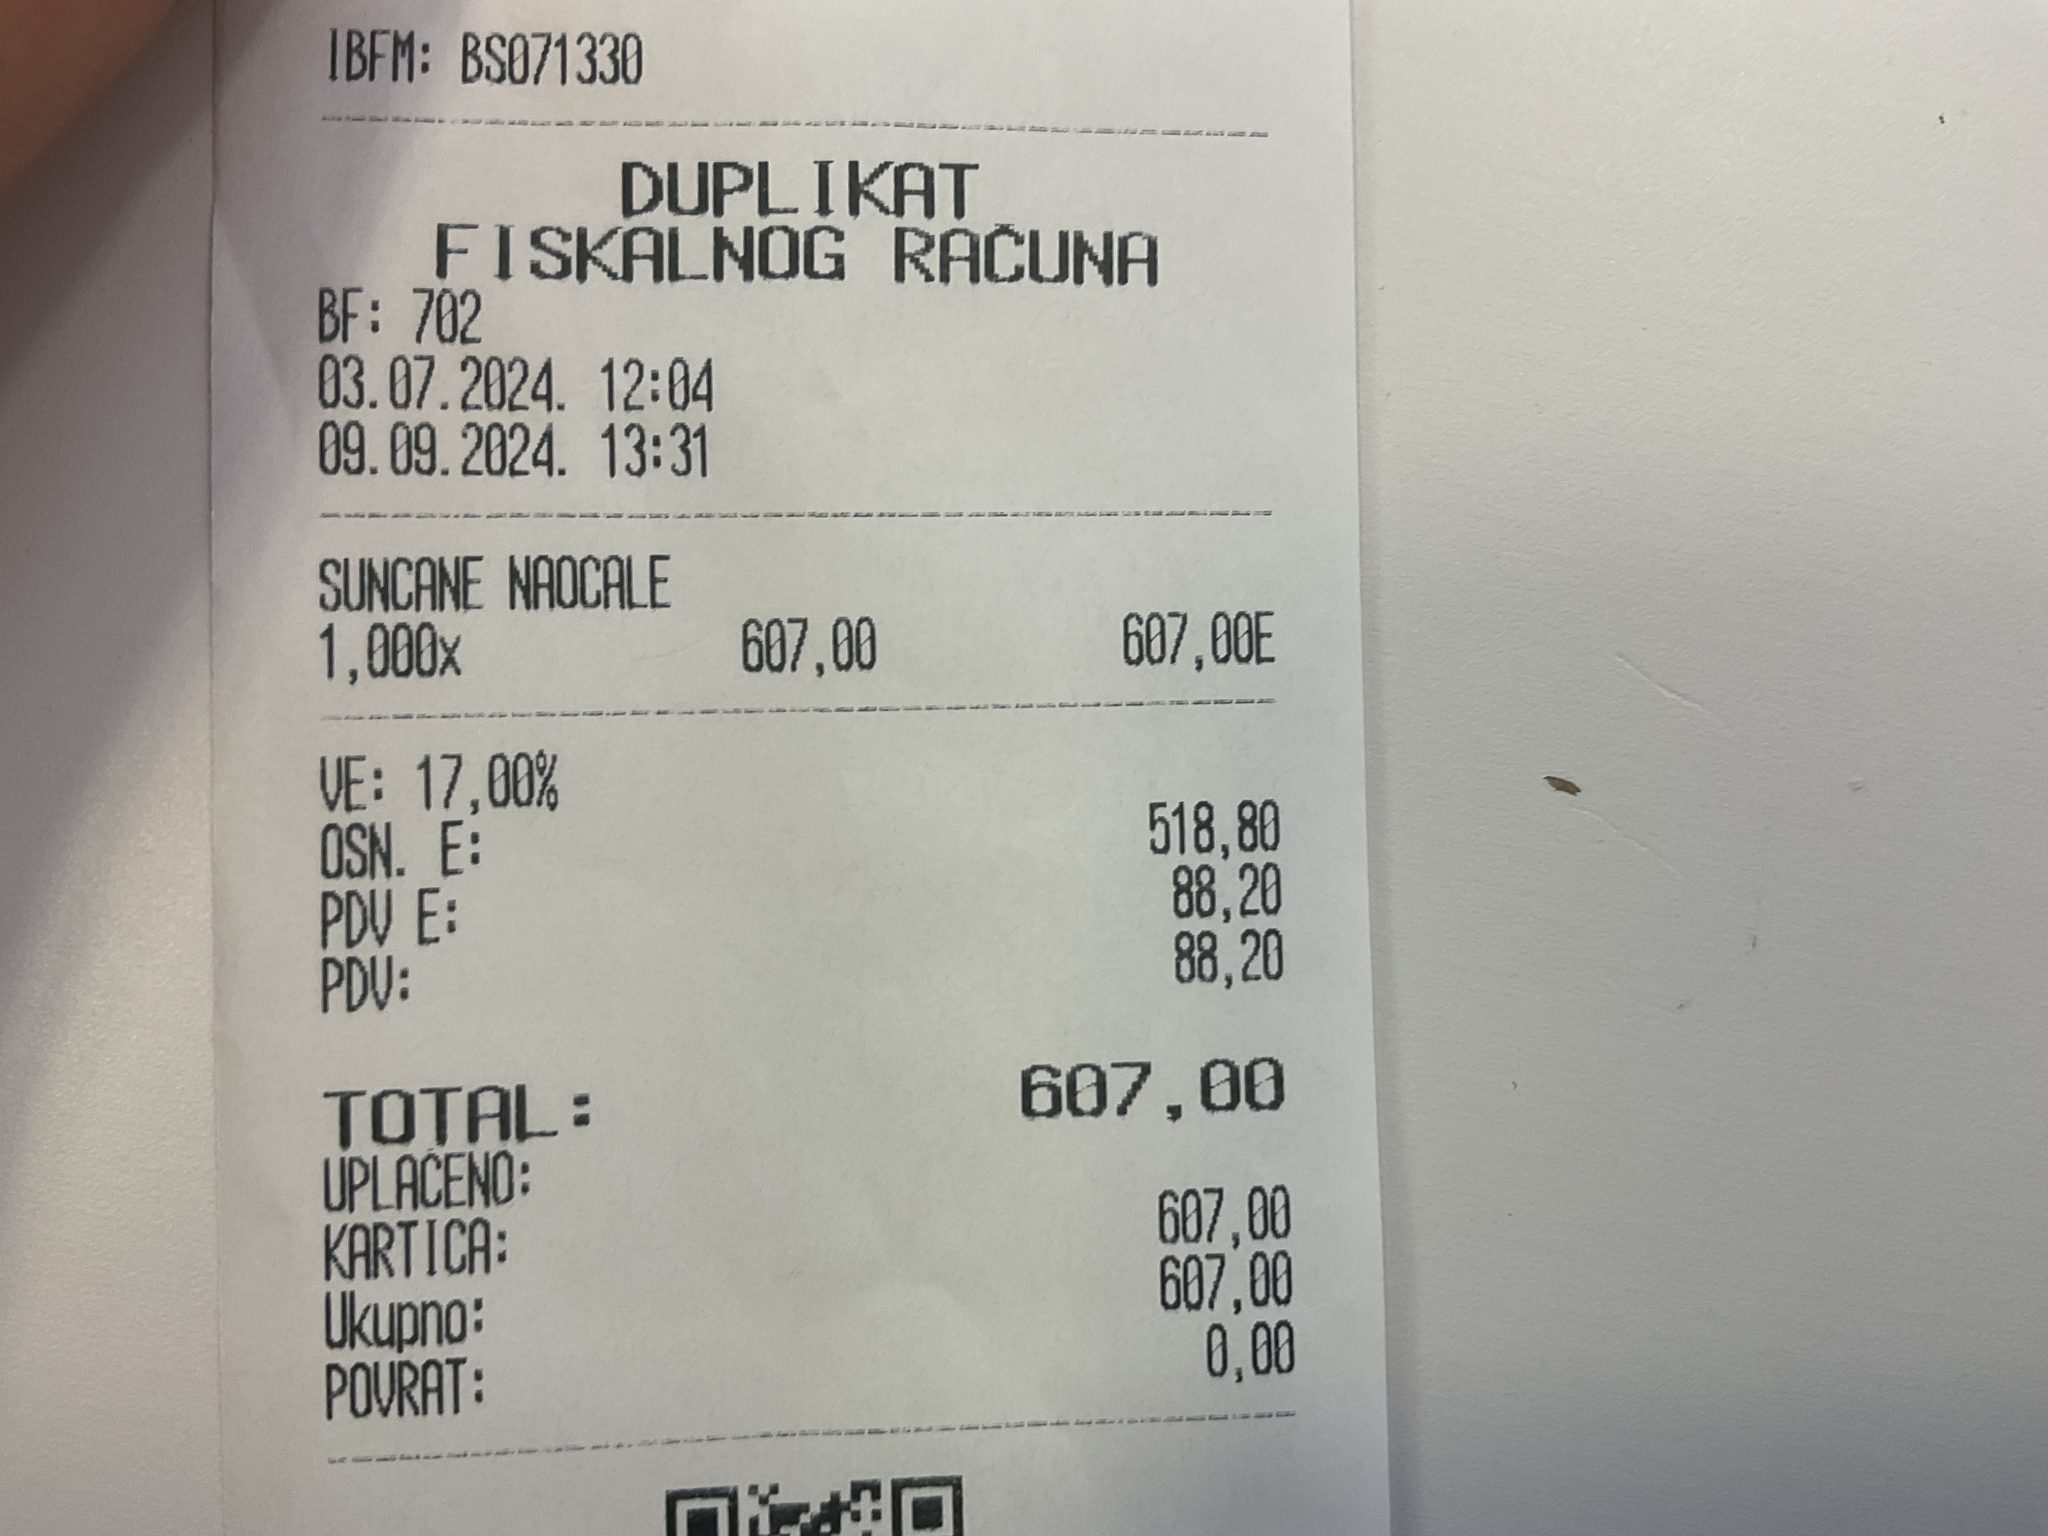 IBFM: BS071330
DUPLIKAT
FISKALNOG RAČUNA
BF: 702
03.07.2024. 12:04
09.09.2024. 13:31
SUNCANE NAOCALE
1,000x 607,00 607,00E
VE: 17,00%
OSN. E: 518,80
PDV E: 88,20
PDV: 88,20
TOTAL: 607,00
UPLAĆENO:
KARTICA: 607,00
Ukupno: 607,00
POVRAT: 0,00